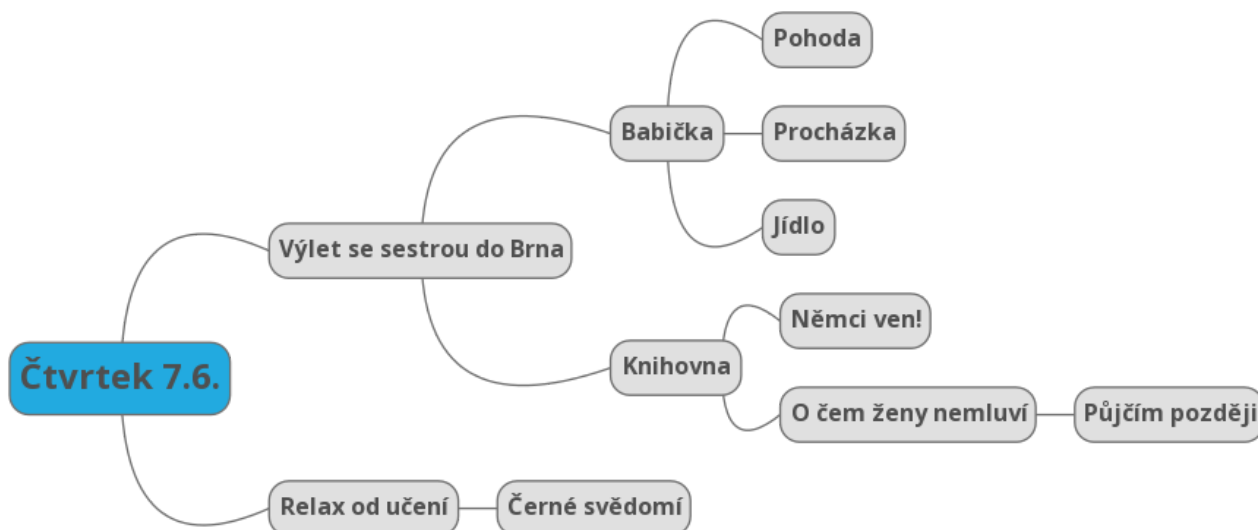 Čtvrtek 7.6.
Výlet se sestrou do Brna
Babička
Pohoda
Procházka
Jídlo
Knihovna
Němci ven!
O čem ženy nemluví
Půjčím později
Relax od učení
Černé svědomí